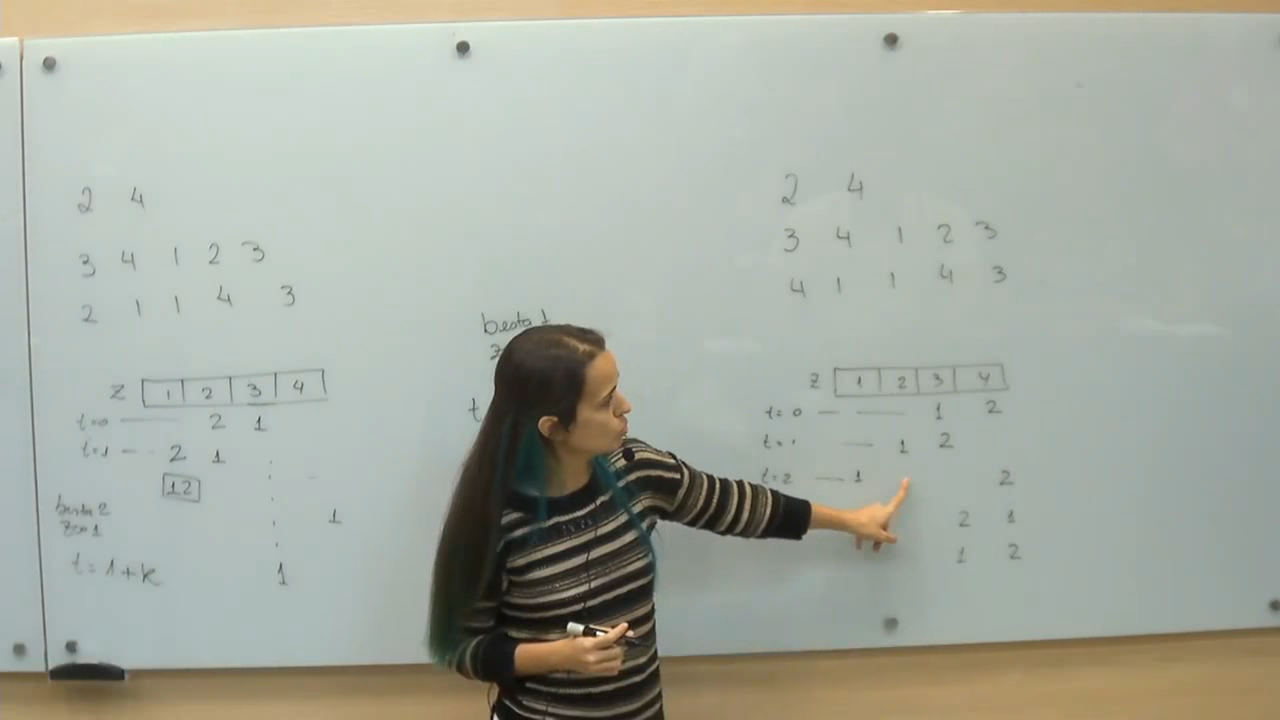 2 4
3 4 1 2 3
2 1 1 4 3
Z 1 2 3 4
t=0 2 1
t=1 2 1
12
1
t=1+k 1
t
2 4
3 4 1 2 3
4 1 1 4 3
Z 1 2 3 4
t=0 1 2
t=1 1 2
t=2 1 2
2 1
1 2